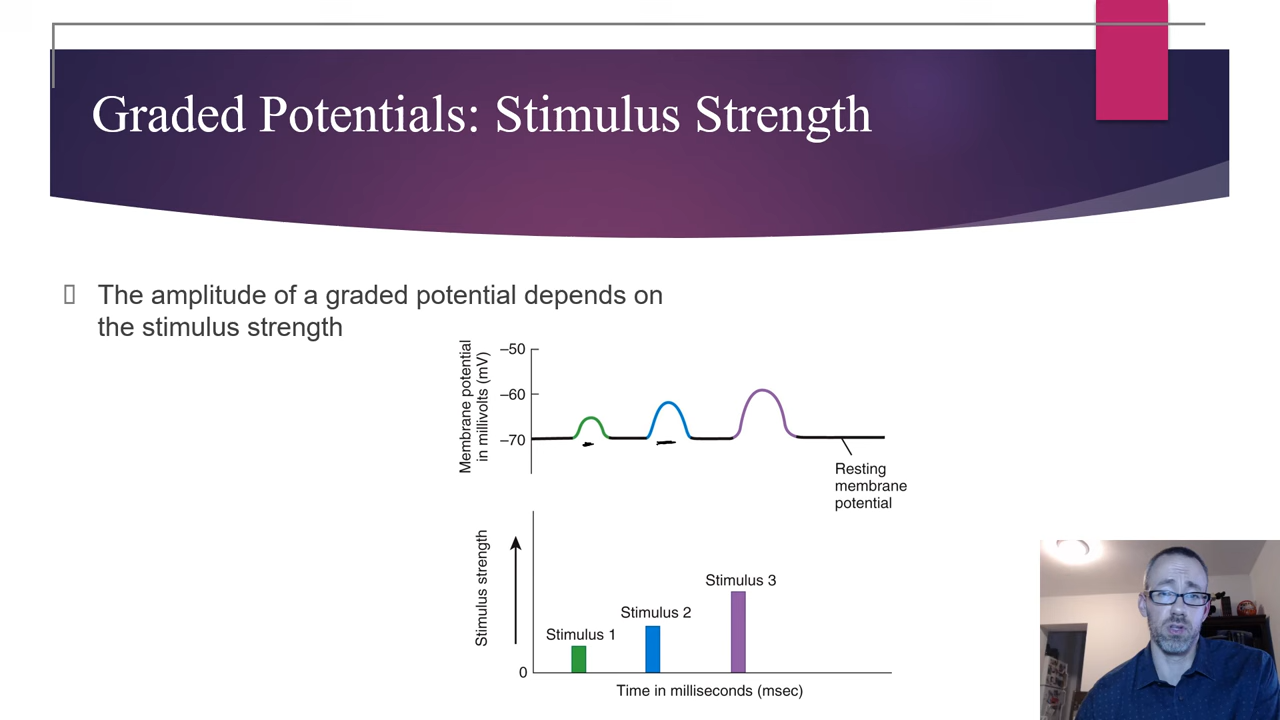 Graded Potentials: Stimulus Strength
The amplitude of a graded potential depends on
the stimulus strength
Membrane potential
in millivolts (mV)
–50
–60
–70
Resting
membrane
potential
Stimulus strength
Stimulus 3
Stimulus 2
Stimulus 1
0
Time in milliseconds (msec)